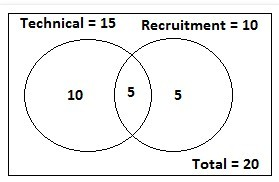 Technical = 15 Recruitment = 10
10 5 5
Total = 20